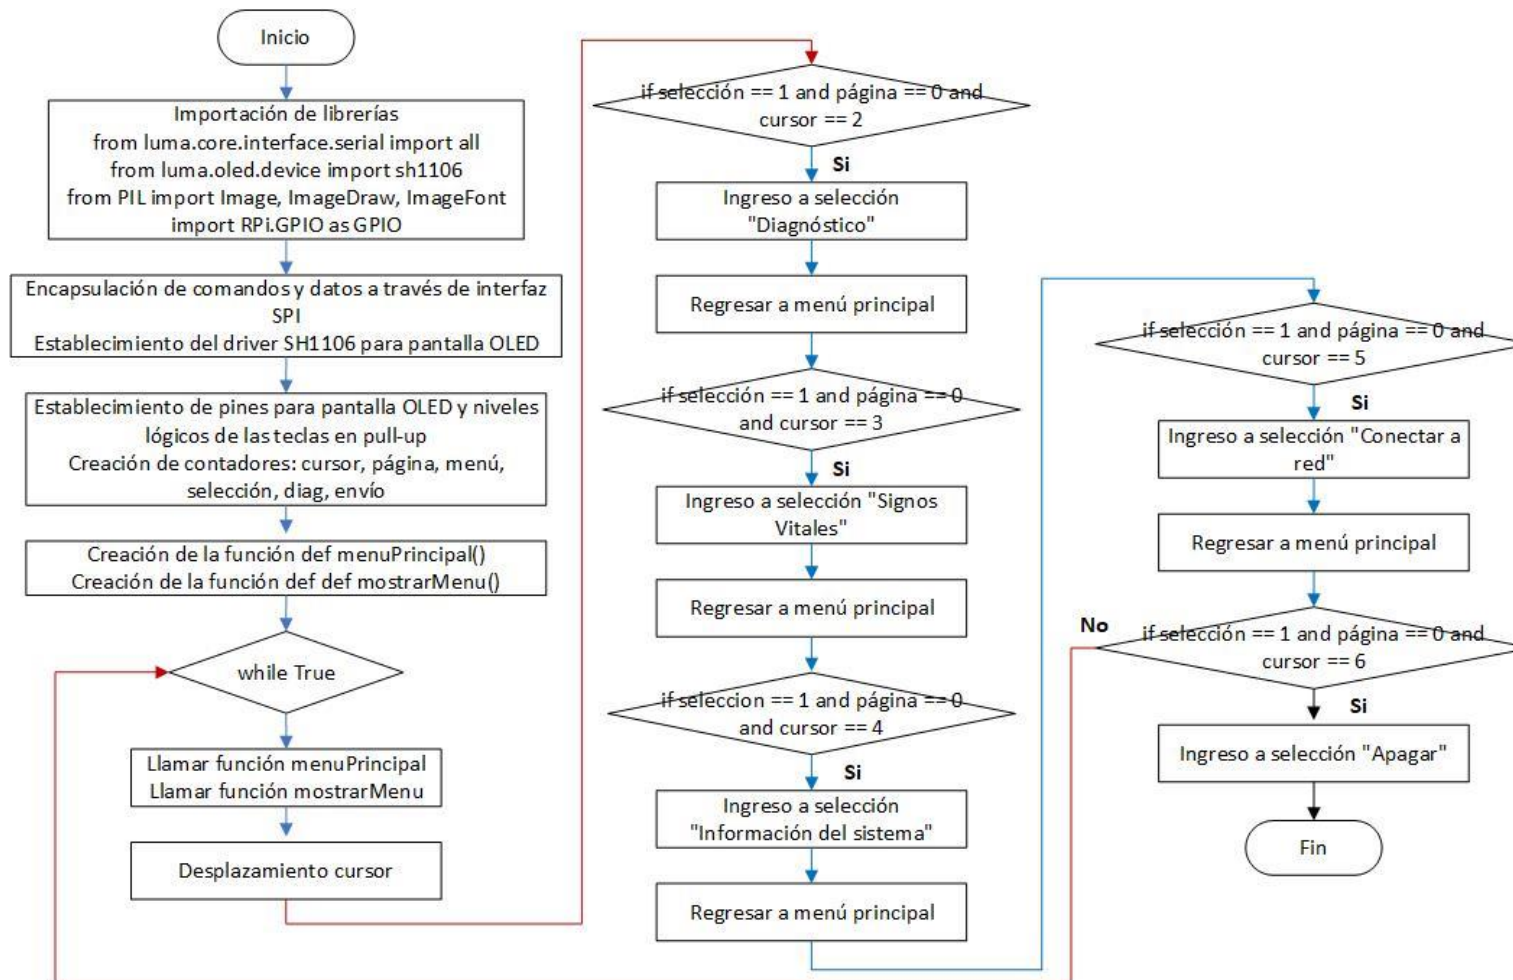 Inicio
Importación de librerías
from luma.core.interface.serial import all
from luma.oled.device import sh1106
from PIL import Image, ImageDraw, ImageFont
import RPi.GPIO as GPIO
Encapsulación de comandos y datos a través de interfaz
SPI
Establecimiento del driver SH1106 para pantalla OLED
Establecimiento de pines para pantalla OLED y niveles
lógicos de las teclas en pull-up
Creación de contadores: cursor, página, menú,
selección, diag, envío
Creación de la función def menuPrincipal()
Creación de la función def def mostrarMenu()
while True
Llamar función menuPrincipal
Llamar función mostrarMenu
Desplazamiento cursor
if selección == 1 and página == 0 and
cursor == 2
Si
Ingreso a selección
"Diagnóstico"
Regresar a menú principal
if selección == 1 and página == 0
and cursor == 3
Si
Ingreso a selección "Signos
Vitales"
Regresar a menú principal
if seleccion == 1 and página == 0
and cursor == 4
Si
Ingreso a selección
"Información del sistema"
Regresar a menú principal
if selección == 1 and página == 0 and
cursor == 5
Si
Ingreso a selección "Conectar a
red"
Regresar a menú principal
No
if selección == 1 and página == 0 and
cursor == 6
Si
Ingreso a selección "Apagar"
Fin